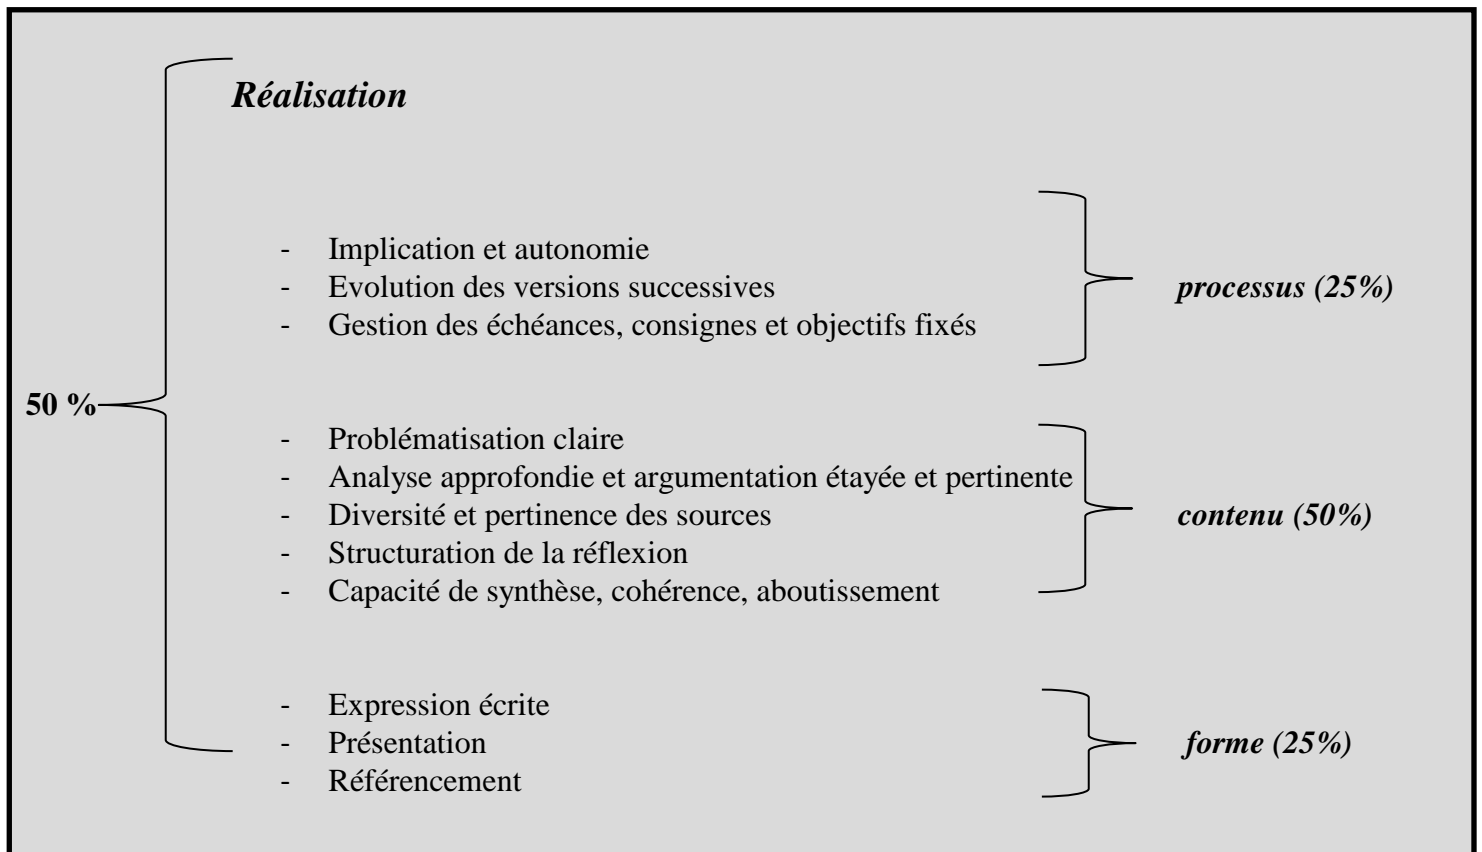 Réalisation
- Implication et autonomie
- Evolution des versions successives
- Gestion des échéances, consignes et objectifs fixés
processus (25%)
50 %
- Problématisation claire
- Analyse approfondie et argumentation étayée et pertinente
- Diversité et pertinence des sources
- Structuration de la réflexion
- Capacité de synthèse, cohérence, aboutissement
contenu (50%)
- Expression écrite
- Présentation
- Référencement
forme (25%)